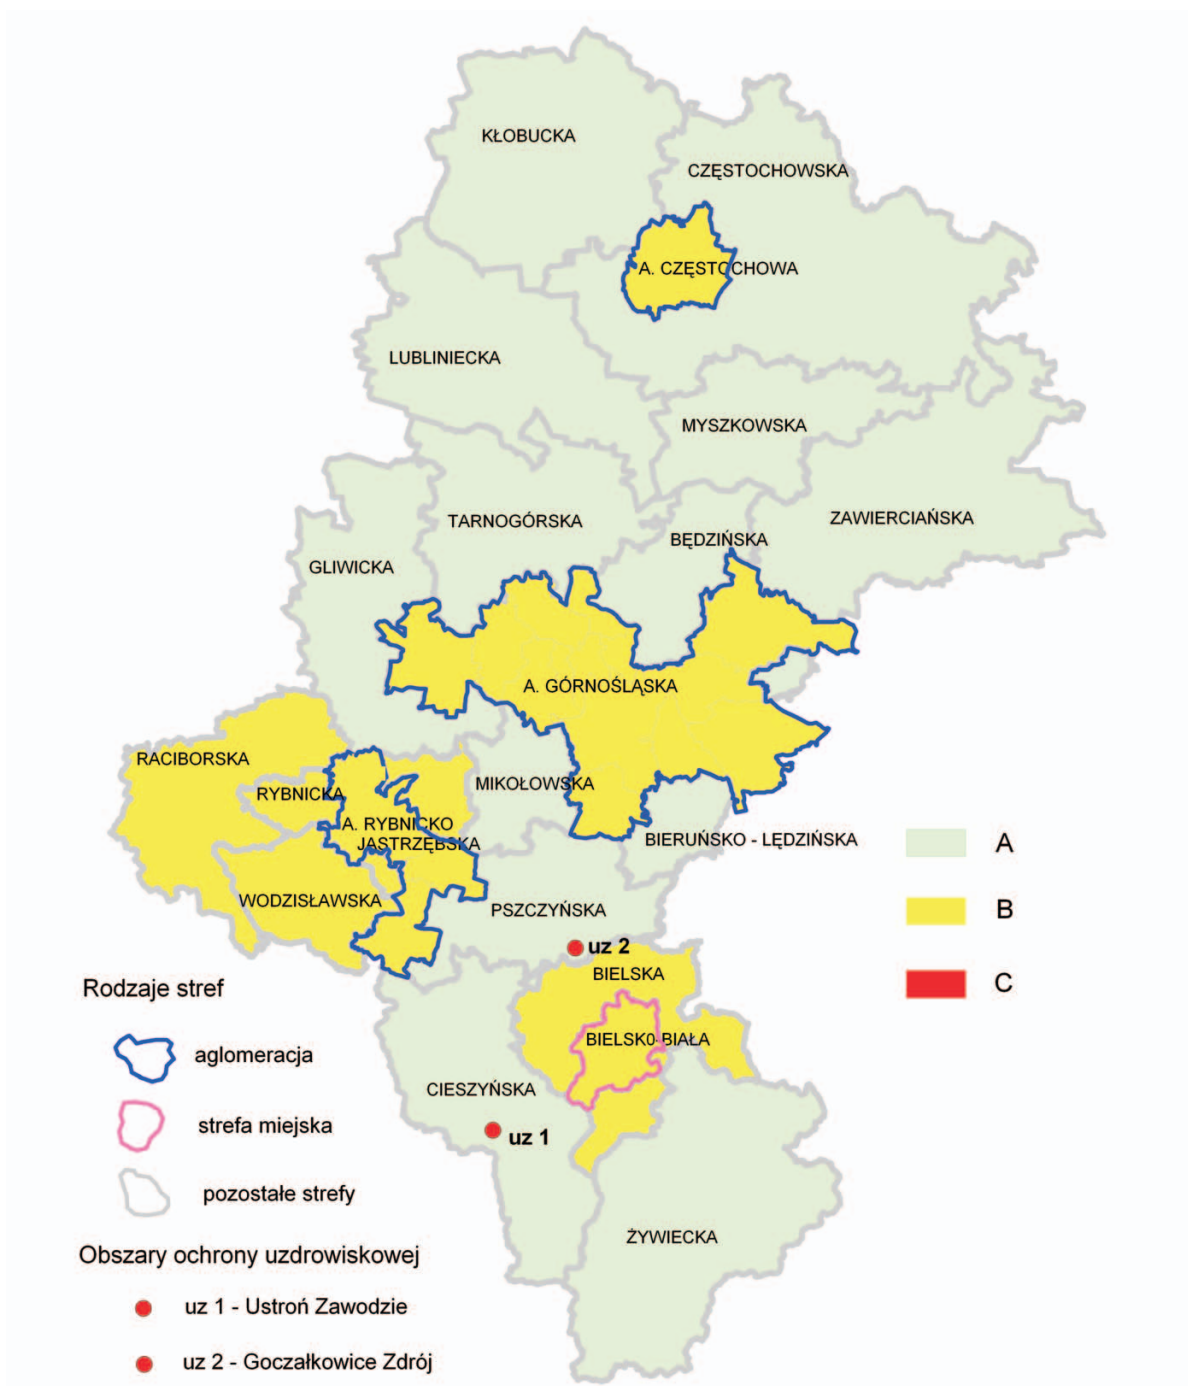 KŁOBUCKA
CZĘSTOCHOWSKA
A. CZĘSTOCHOWA
LUBLINIECKA
MYSZKOWSKA
ZAWIERCIAŃSKA
TARNOGÓRSKA
BĘDZIŃSKA
GLIWICKA
A. GÓRNOŚLĄSKA
RACIBORSKA
MIKOŁOWSKA
RYBNICKA
A. RYBNICKO
JASTRZĘBSKA
BIERUŃSKO - LĘDZIŃSKA
A
WODZISŁAWSKA
PSZCZYŃSKA
B
uz 2
BIELSKA
C
Rodzaje stref
BIELSK0-BIAŁA
aglomeracja
CIESZYŃSKA
strefa miejska
uz 1
pozostałe strefy
ŻYWIECKA
Obszary ochrony uzdrowiskowej
uz 1 - Ustroń Zawodzie
uz 2 - Goczałkowice Zdrój